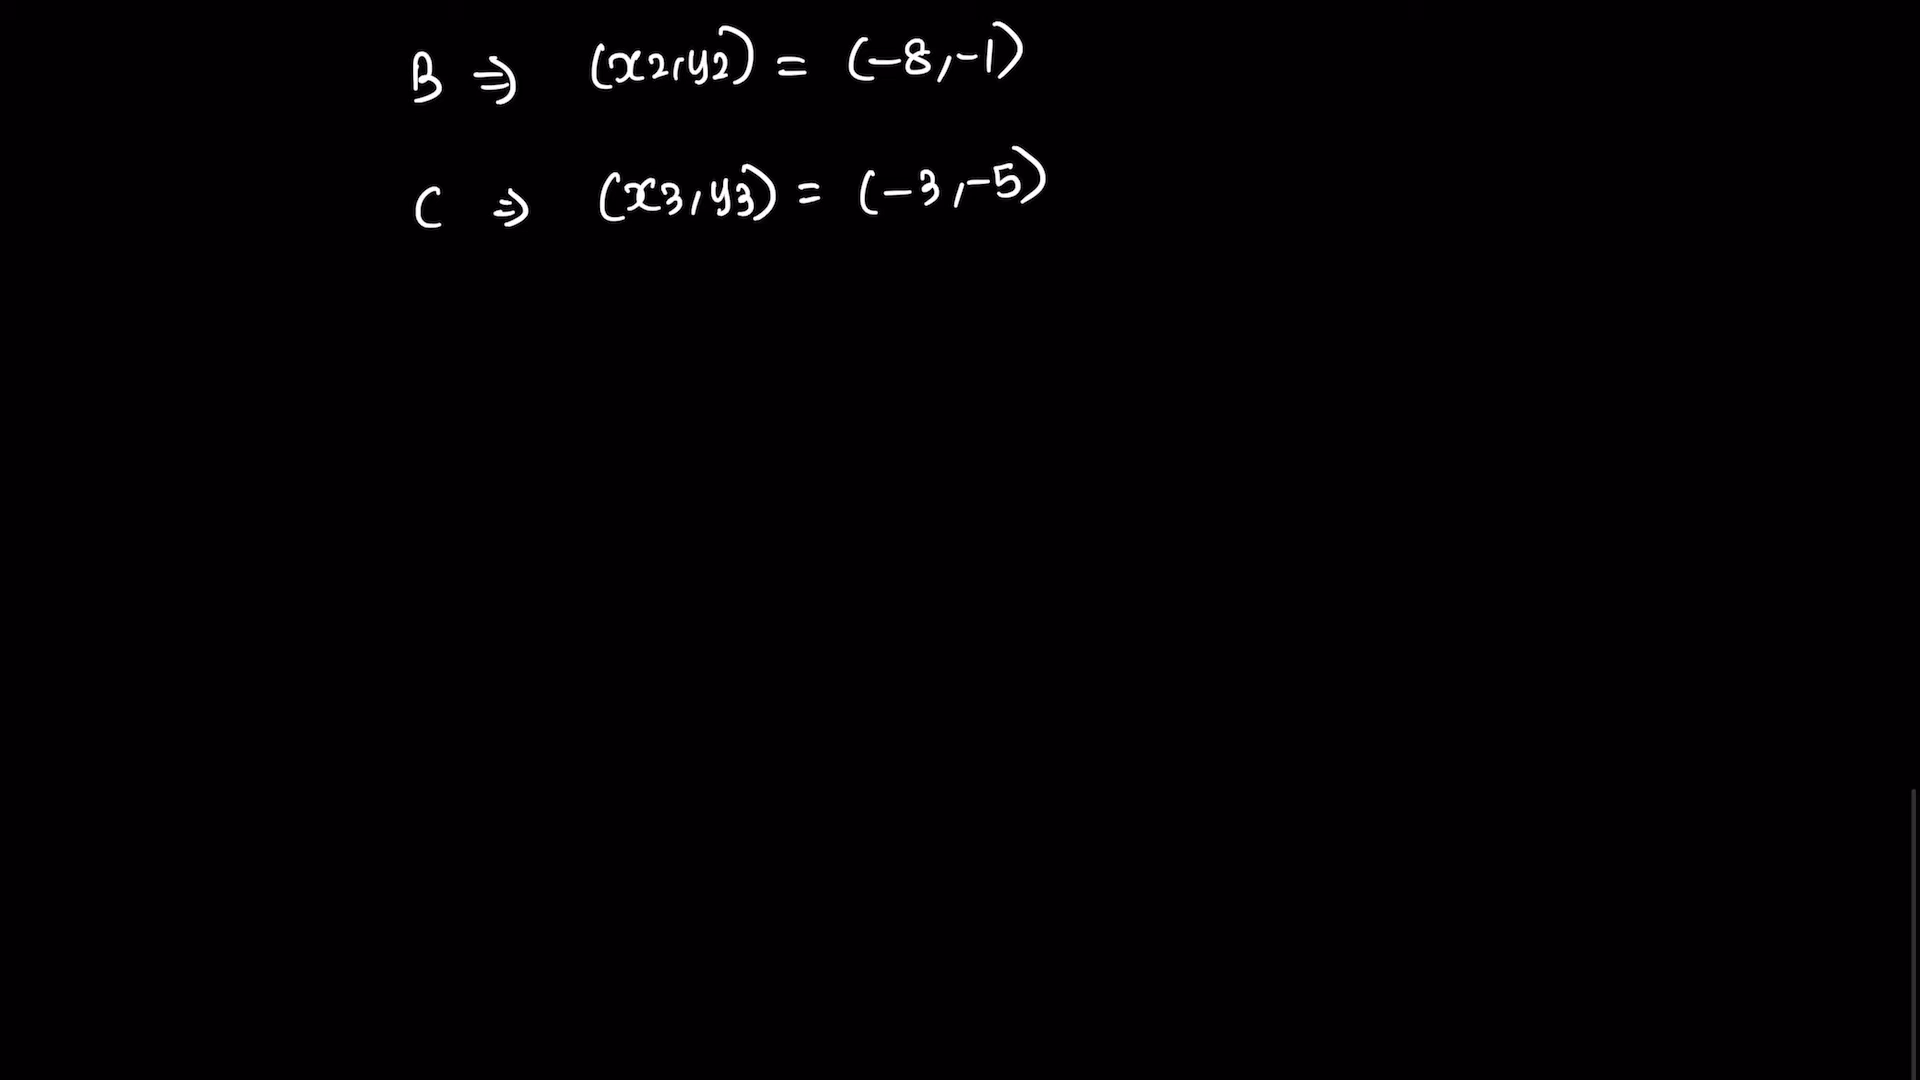 B ⇒ (x2,y2) = (-8,-1)
C ⇒ (x3,y3) = (-3,-5)